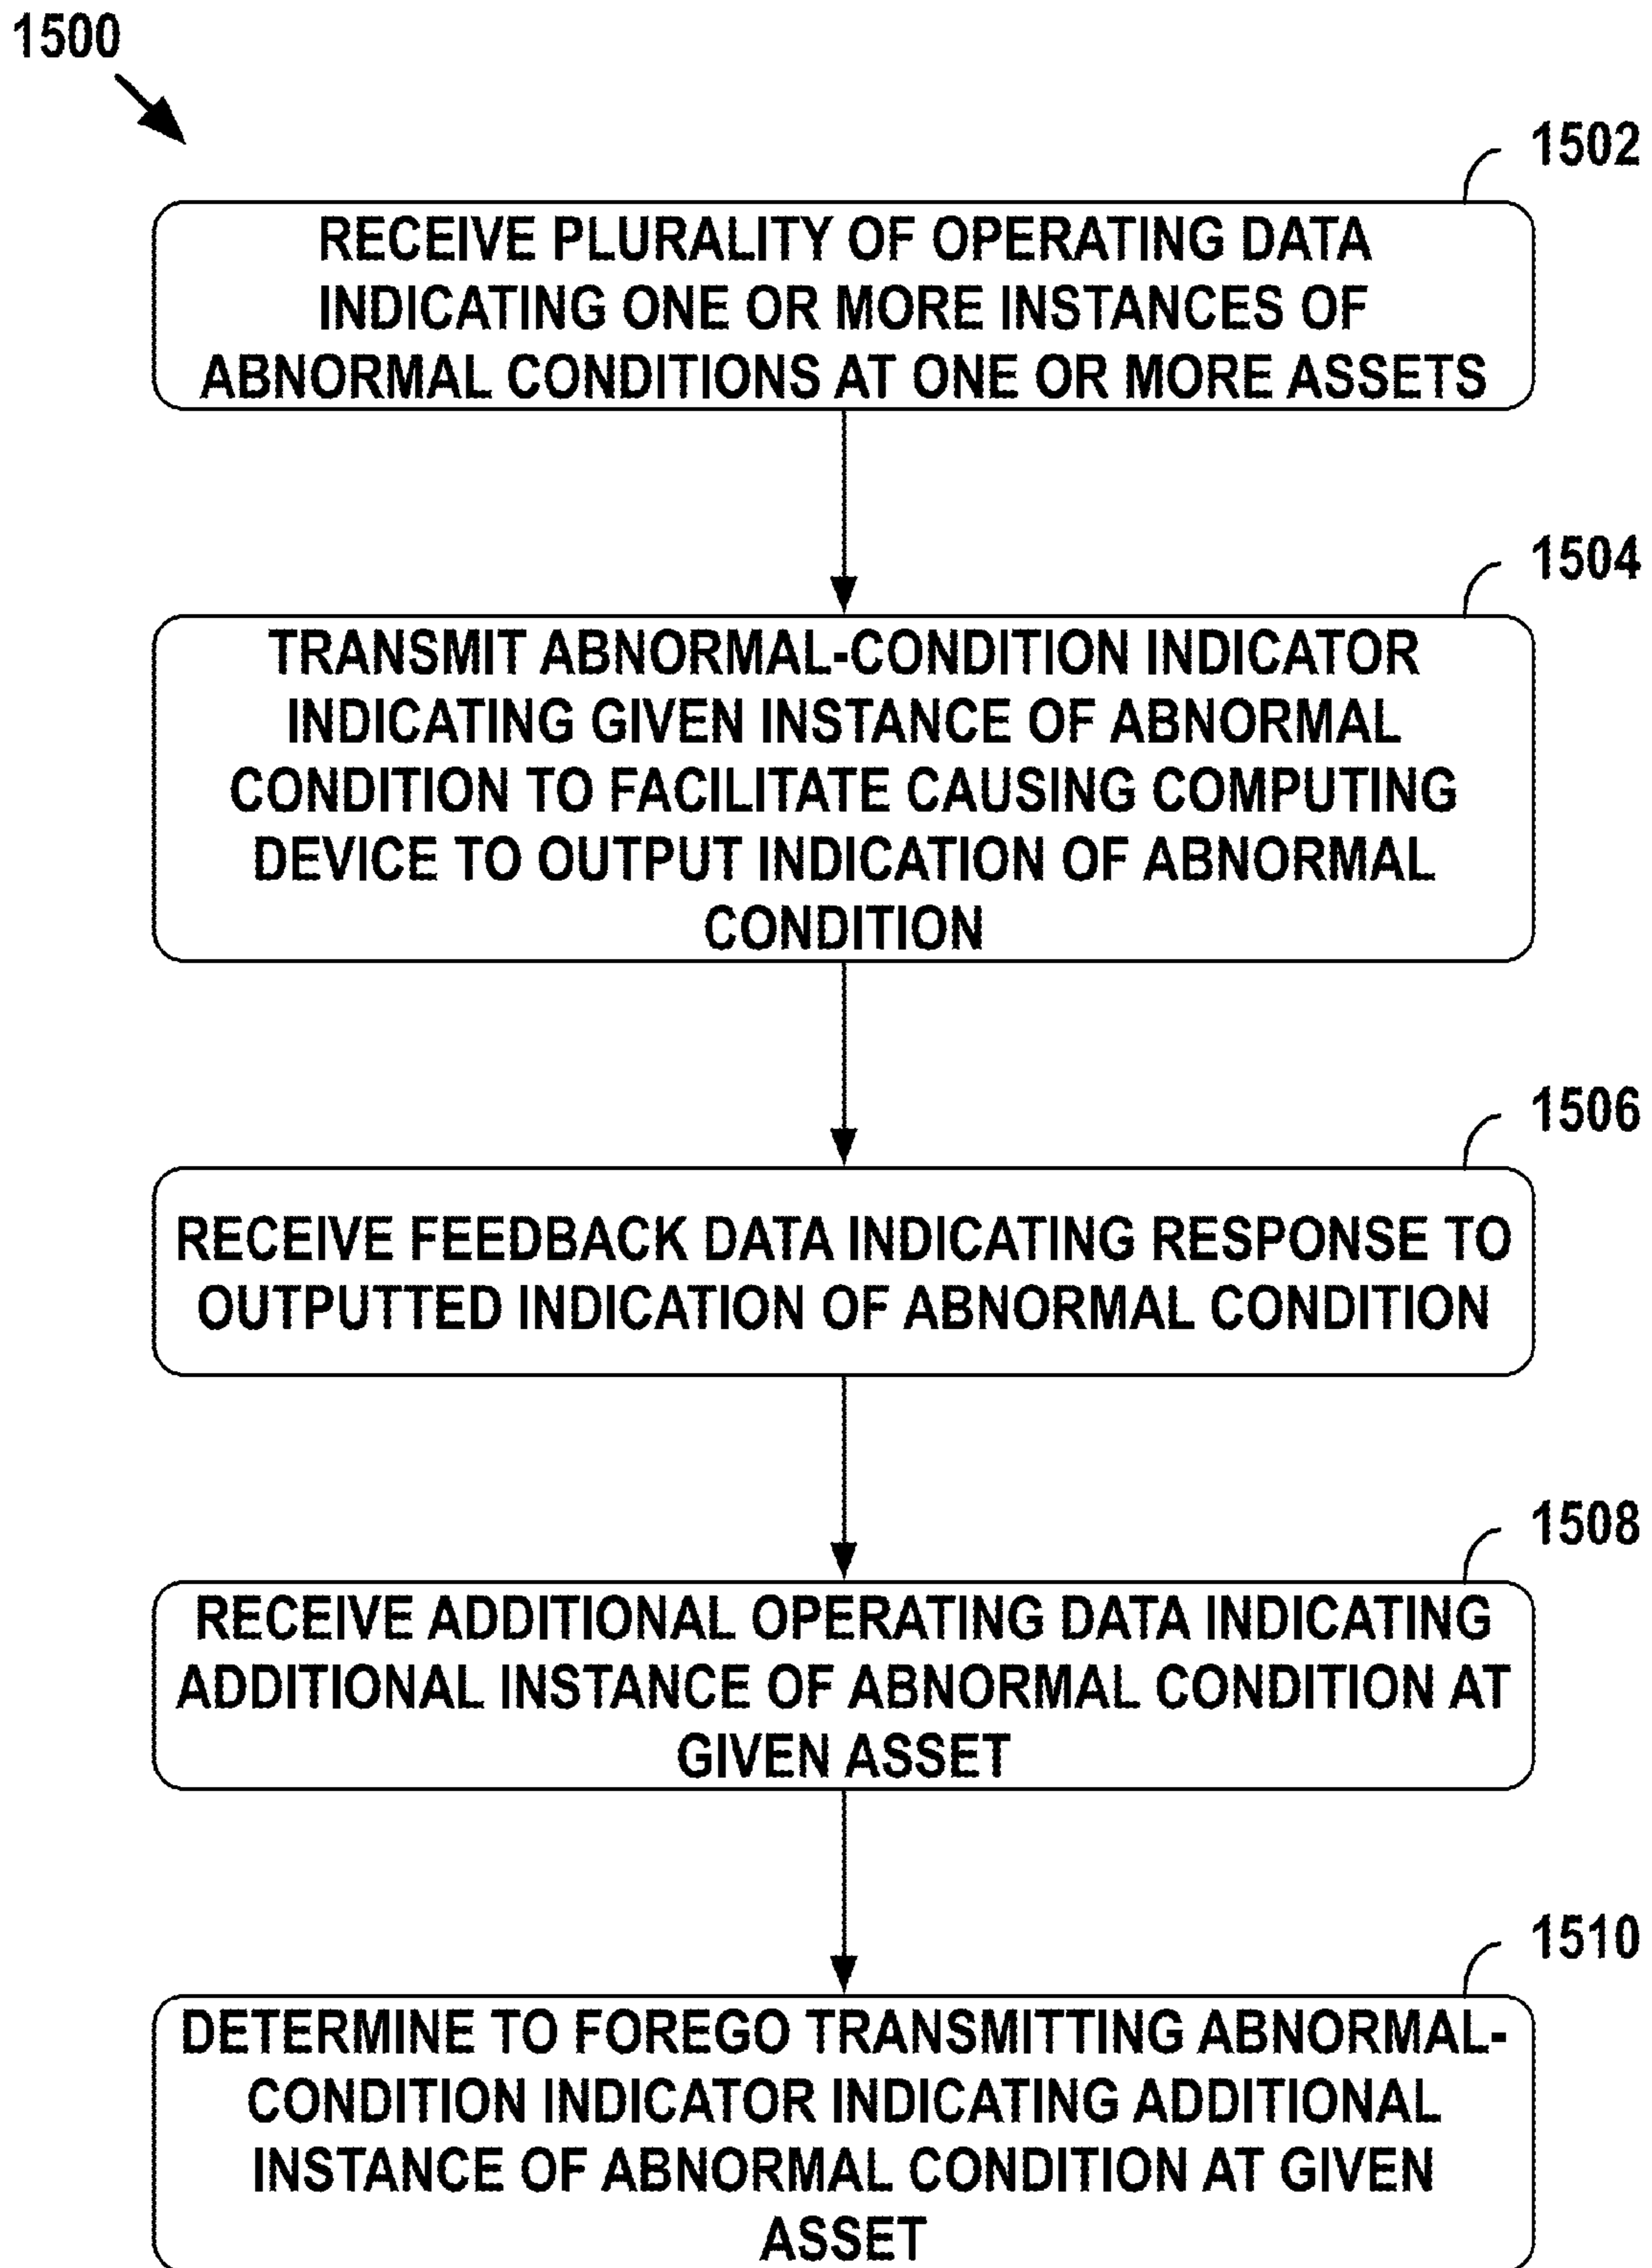 1500
1502
RECEIVE PLURALITY OF OPERATING DATA
INDICATING ONE OR MORE INSTANCES OF
ABNORMAL CONDITIONS AT ONE OR MORE ASSETS
1504
TRANSMIT ABNORMAL-CONDITION INDICATOR
INDICATING GIVEN INSTANCE OF ABNORMAL
CONDITION TO FACILITATE CAUSING COMPUTING
DEVICE TO OUTPUT INDICATION OF ABNORMAL
CONDITION
1506
RECEIVE FEEDBACK DATA INDICATING RESPONSE TO
OUTPUTTED INDICATION OF ABNORMAL CONDITION
1508
RECEIVE ADDITIONAL OPERATING DATA INDICATING
ADDITIONAL INSTANCE OF ABNORMAL CONDITION AT
GIVEN ASSET
1510
DETERMINE TO FOREGO TRANSMITTING ABNORMAL-
CONDITION INDICATOR INDICATING ADDITIONAL
INSTANCE OF ABNORMAL CONDITION AT GIVEN
ASSET